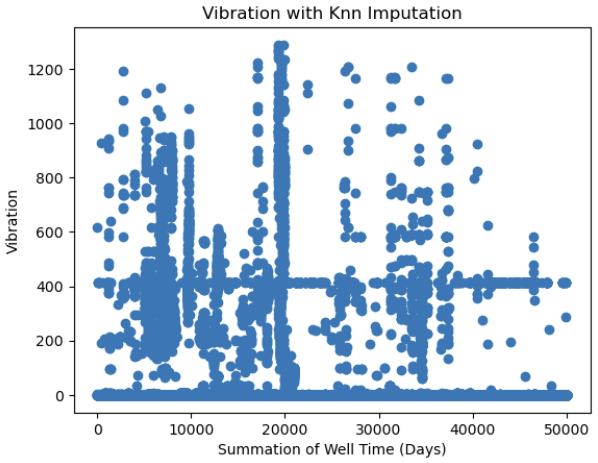 Vibration with Knn Imputation
1200
1000
800
600
400
200
0
Vibration
0 10000 20000 30000 40000 50000
Summation of Well Time (Days)